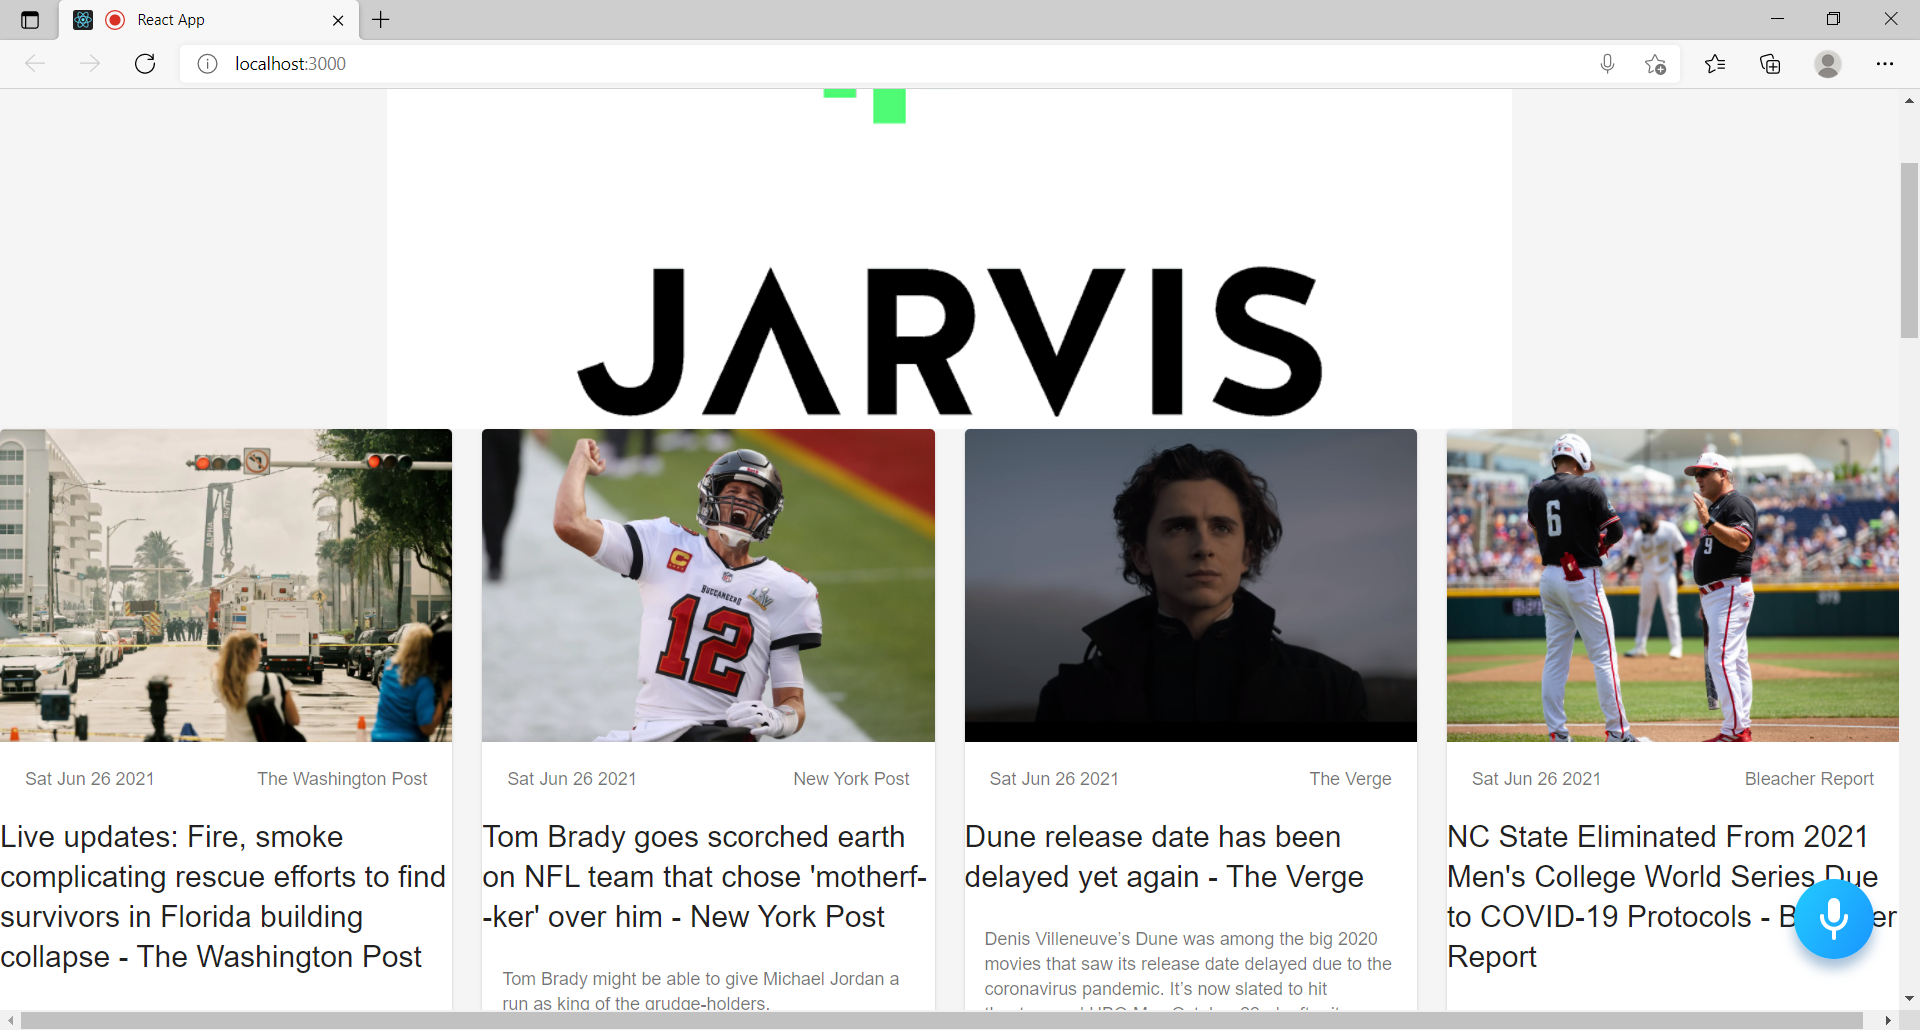 React App
localhost:3000
JARVIS
ALPHA
BUCCANEERS
LV
C
12
6
9
Sat Jun 26 2021 The Washington Post
Live updates: Fire, smoke
complicating rescue efforts to find
survivors in Florida building
collapse - The Washington Post
Sat Jun 26 2021 New York Post
Tom Brady goes scorched earth
on NFL team that chose 'motherf-
-ker' over him - New York Post
Tom Brady might be able to give Michael Jordan a
run as king of the grudge-holders.
Sat Jun 26 2021 The Verge
Dune release date has been
delayed yet again - The Verge
Denis Villeneuve’s Dune was among the big 2020
movies that saw its release date delayed due to the
coronavirus pandemic. It’s now slated to hit
Sat Jun 26 2021 Bleacher Report
NC State Eliminated From 2021
Men's College World Series Due
to COVID-19 Protocols - B er
Report